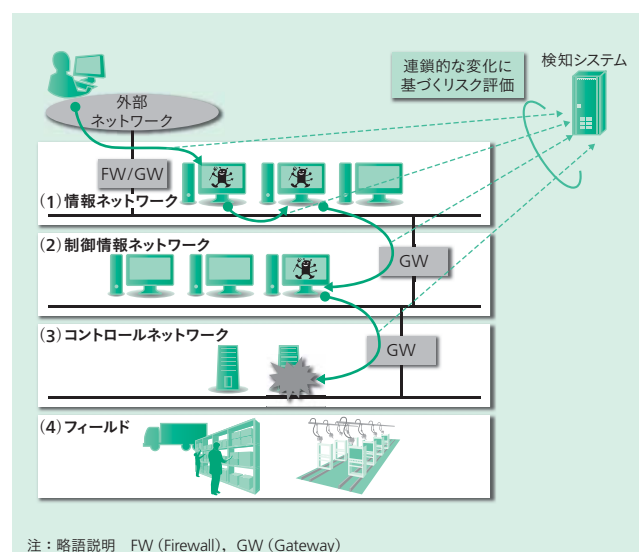 連鎖的な変化に
基づくリスク評価
検知システム
外部
ネットワーク
FW/GW
(1)情報ネットワーク
(2)制御情報ネットワーク
GW
(3)コントロールネットワーク
GW
(4)フィールド
注：略語説明　FW（Firewall），GW（Gateway）